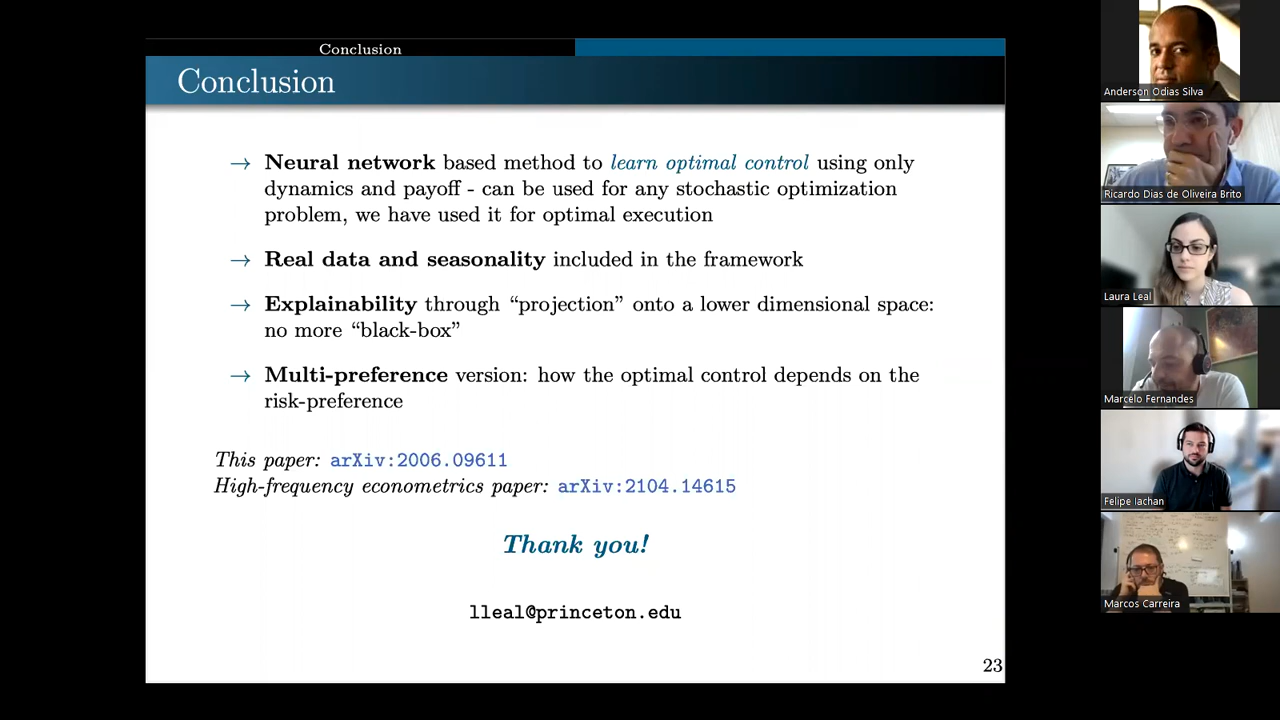 Conclusion
Conclusion
→ Neural network based method to learn optimal control using only
dynamics and payoff - can be used for any stochastic optimization
problem, we have used it for optimal execution
→ Real data and seasonality included in the framework
→ Explainability through “projection” onto a lower dimensional space:
no more “black-box”
→ Multi-preference version: how the optimal control depends on the
risk-preference
This paper: arXiv:2006.09611
High-frequency econometrics paper: arXiv:2104.14615
Thank you!
lleal@princeton.edu
23
Anderson Odias Silva
Ricardo Dias de Oliveira Brito
Laura Leal
Marcelo Fernandes
Felipe Iachan
Marcos Carreira